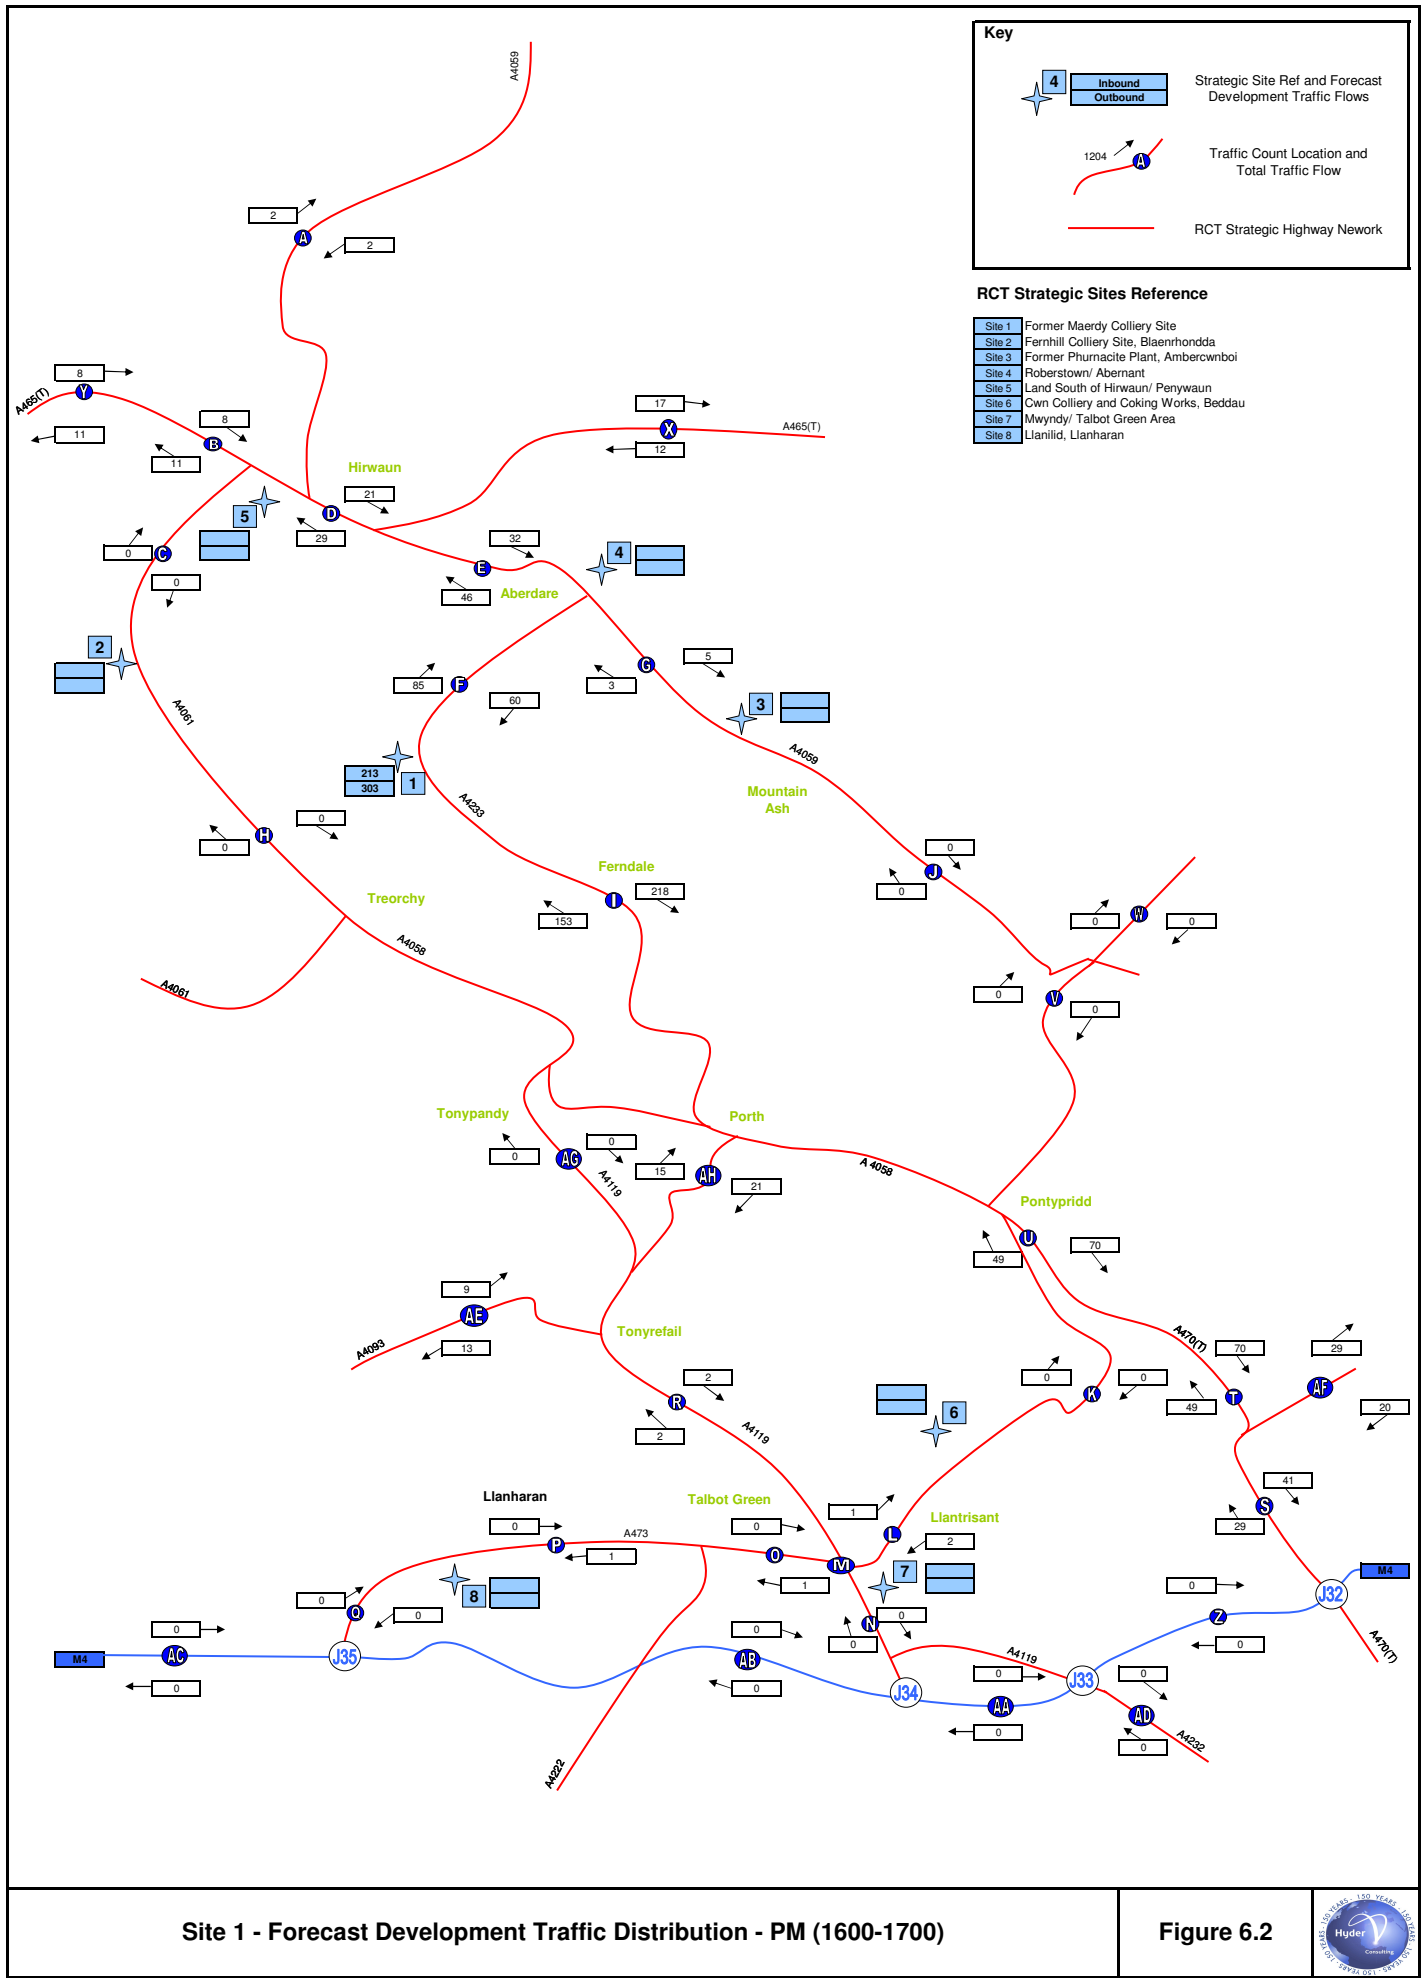 Key
4
Inbound
Outbound
Strategic Site Ref and Forecast
Development Traffic Flows
1204
A
Traffic Count Location and
Total Traffic Flow
RCT Strategic Highway Nework
RCT Strategic Sites Reference
Site 1 Former Maerdy Colliery Site
Site 2 Fernhill Colliery Site, Blaenrhondda
Site 3 Former Phurnacite Plant, Ambercwnboi
Site 4 Roberstown/ Abernant
Site 5 Land South of Hirwaun/ Penywaun
Site 6 Cwn Colliery and Coking Works, Beddau
Site 7 Mwyndy/ Talbot Green Area
Site 8 Llanilid, Llanharan
A4059
2
A
2
8
Y
A465(T)
11
8
B
11
17
X
A465(T)
12
Hirwaun
21
D
29
5
0
C
0
32
E
46
Aberdare
4
2
A4061
85
F
60
3
G
5
3
A4059
Mountain
Ash
213
303
1
A4233
0
H
0
Ferndale
218
I
153
Treorchy
A4058
A4061
0
J
0
0
W
0
0
V
0
Tonypandy
0
AG
0
A4119
Porth
15
AH
21
A 4058
Pontypridd
49
U
70
9
AE
13
A4093
Tonyrefail
2
R
2
A4119
6
0
K
0
A470(T)
70
T
49
29
AF
20
41
S
29
Llanharan
Talbot Green
Llantrisant
0
P
1
A473
0
O
1
M
1
L
2
7
8
0
Q
0
0
N
0
0
AC
0
M4
J35
0
AB
0
J34
A4119
0
AA
0
J33
0
AD
0
A4232
0
Z
0
J32
M4
A470(T)
A4222
Site 1 - Forecast Development Traffic Distribution - PM (1600-1700)
Figure 6.2
150 YEARS
Hyder
Consulting